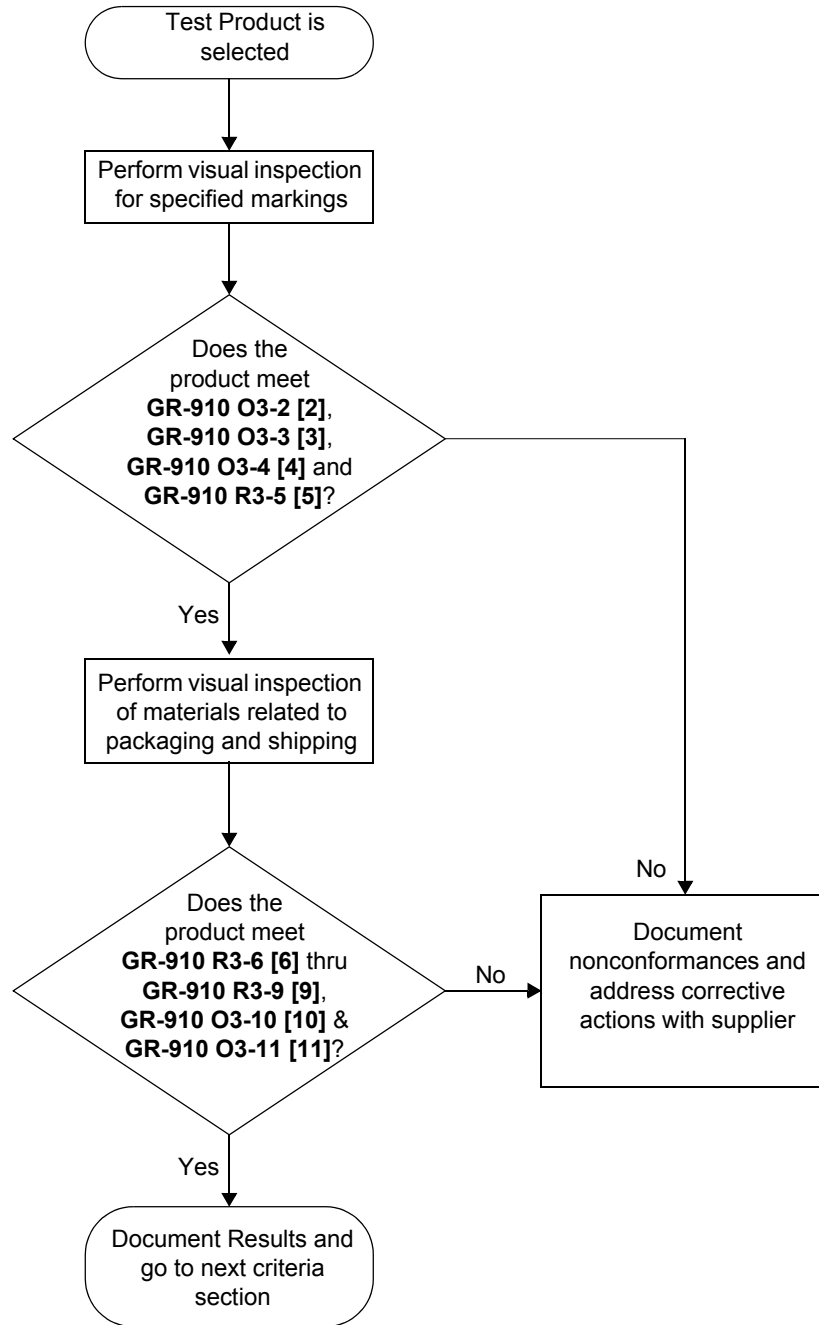 Test Product is
selected
Perform visual inspection
for specified markings
Does the
product meet
GR-910 O3-2 [2],
GR-910 O3-3 [3],
GR-910 O3-4 [4] and
GR-910 R3-5 [5]?
Yes
Perform visual inspection
of materials related to
packaging and shipping
No
Does the
product meet
GR-910 R3-6 [6] thru
GR-910 R3-9 [9],
GR-910 O3-10 [10] &
GR-910 O3-11 [11]?
No
Document
nonconformances and
address corrective
actions with supplier
Yes
Document Results and
go to next criteria
section